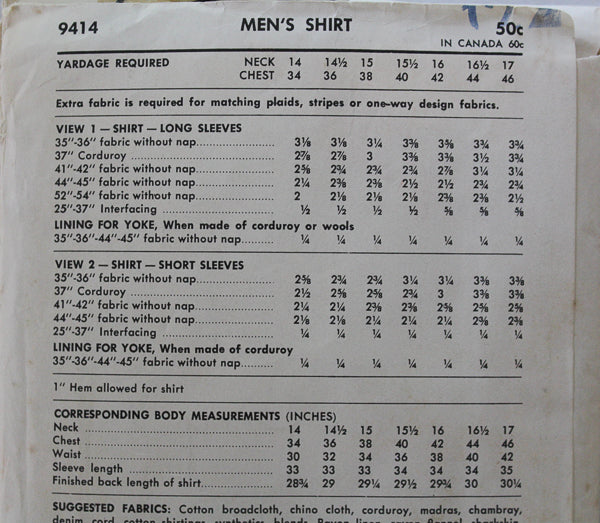 9414 MEN'S SHIRT 50c
IN CANADA 60c
YARDAGE REQUIRED NECK 14 14½ 15 15½ 16 16½ 17
CHEST 34 36 38 40 42 44 46
Extra fabric is required for matching plaids, stripes or one-way design fabrics.
VIEW 1 — SHIRT — LONG SLEEVES
35"-36" fabric without nap 3⅛ 3⅛ 3¼ 3⅜ 3⅜ 3¾ 3¾
37" Corduroy 2⅞ 2⅞ 3 3⅜ 3⅜ 3½ 3¾
41"-42" fabric without nap 2⅝ 2¾ 2¾ 2¾ 2⅞ 3¼ 3¼
44"-45" fabric without nap 2¼ 2⅜ 2⅜ 2½ 2½ 2¾ 2¾
52"-54" fabric without nap 2 2⅛ 2⅛ 2⅛ 2⅜ 2⅜ 2½
25"-37" Interfacing ½ ½ ½ ½ ⅝ ⅝ ⅝
LINING FOR YOKE, When made of corduroy or wools
35"-36"-44"-45" fabric without nap ¼ ¼ ¼ ¼ ¼ ¼ ¼
VIEW 2 — SHIRT — SHORT SLEEVES
35"-36" fabric without nap 2⅝ 2¾ 2¾ 3¼ 3¼ 3⅜ 3⅜
37" Corduroy 2½ 2⅝ 2⅝ 2¾ 3 3⅜ 3⅜
41"-42" fabric without nap 2¼ 2¼ 2⅜ 2⅜ 2⅝ 2⅝ 2⅝
44"-45" fabric without nap 2⅛ 2⅛ 2¼ 2¼ 2¼ 2⅜ 2⅜
25"-37" Interfacing ¼ ¼ ¼ ¼ ¼ ¼ ¼
LINING FOR YOKE, When made of corduroy
35"-36"-44"-45" fabric without nap ¼ ¼ ¼ ¼ ¼ ¼ ¼
1" Hem allowed for shirt
CORRESPONDING BODY MEASUREMENTS (INCHES)
Neck 14 14½ 15 15½ 16 16½ 17
Chest 34 36 38 40 42 44 46
Waist 30 32 34 36 38 40 42
Sleeve length 33 33 33 34 34 34 35
Finished back length of shirt 28¾ 29 29¼ 29½ 29¾ 30 30¼
SUGGESTED FABRICS: Cotton broadcloth, chino cloth, corduroy, madras, chambray,
denim, cord, cotton shirtings, synthetics, blends, Rayon linen,